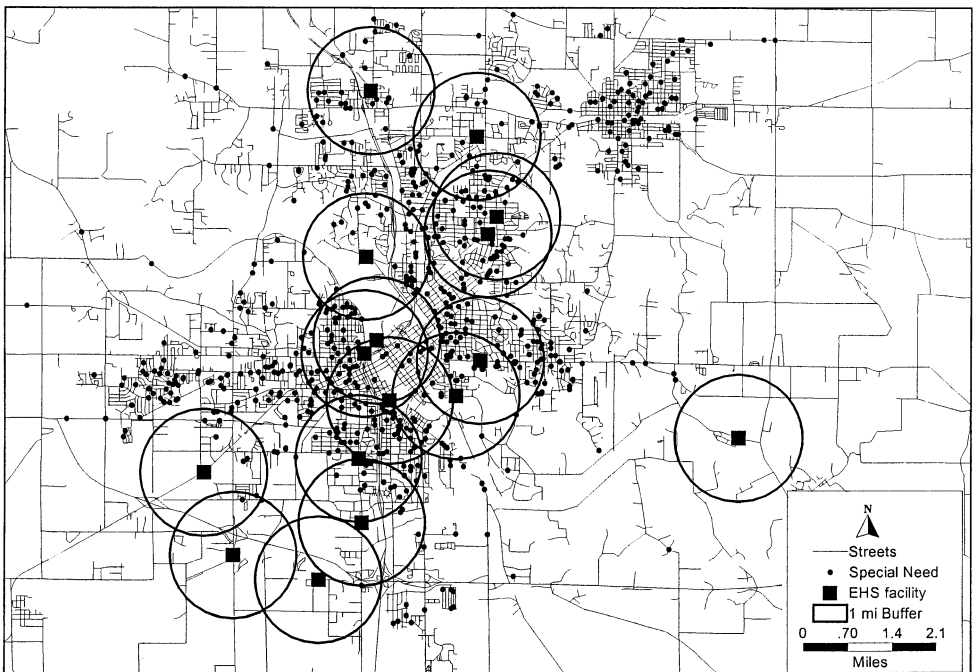 N
Streets
Special Need
EHS facility
1 mi Buffer
0 .70 1.4 2.1
Miles